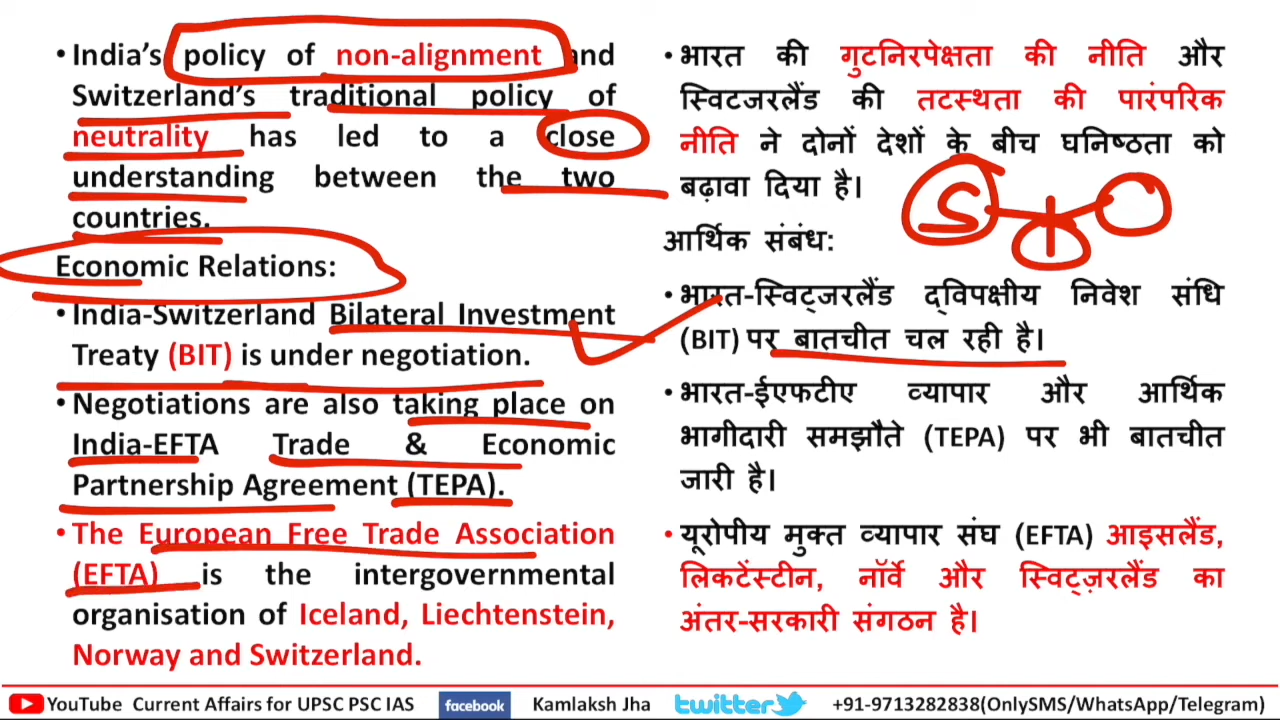 • India's policy of non-alignment and
Switzerland's traditional policy of
neutrality has led to a close
understanding between the two
countries.
Economic Relations:
• India-Switzerland Bilateral Investment
Treaty (BIT) is under negotiation.
• Negotiations are also taking place on
India-EFTA Trade & Economic
Partnership Agreement (TEPA).
• The European Free Trade Association
(EFTA) is the intergovernmental
organisation of Iceland, Liechtenstein,
Norway and Switzerland.
• भारत की गुटनिरपेक्षता की नीति और
स्विटजरलैंड की तटस्थता की पारंपरिक
नीति ने दोनों देशों के बीच घनिष्ठता को
बढ़ावा दिया है।
S
आर्थिक संबंध:
• भारत-स्विट्जरलैंड द्विपक्षीय निवेश संधि
(BIT) पर बातचीत चल रही है।
• भारत-ईएफटीए व्यापार और आर्थिक
भागीदारी समझौते (TEPA) पर भी बातचीत
जारी है।
• यूरोपीय मुक्त व्यापार संघ (EFTA) आइसलैंड,
लिकटेंस्टीन, नॉर्वे और स्विट्ज़रलैंड का
अंतर-सरकारी संगठन है।
YouTube Current Affairs for UPSC PSC IAS facebook Kamlaksh Jha twitter +91-9713282838(OnlySMS/WhatsApp/Telegram)